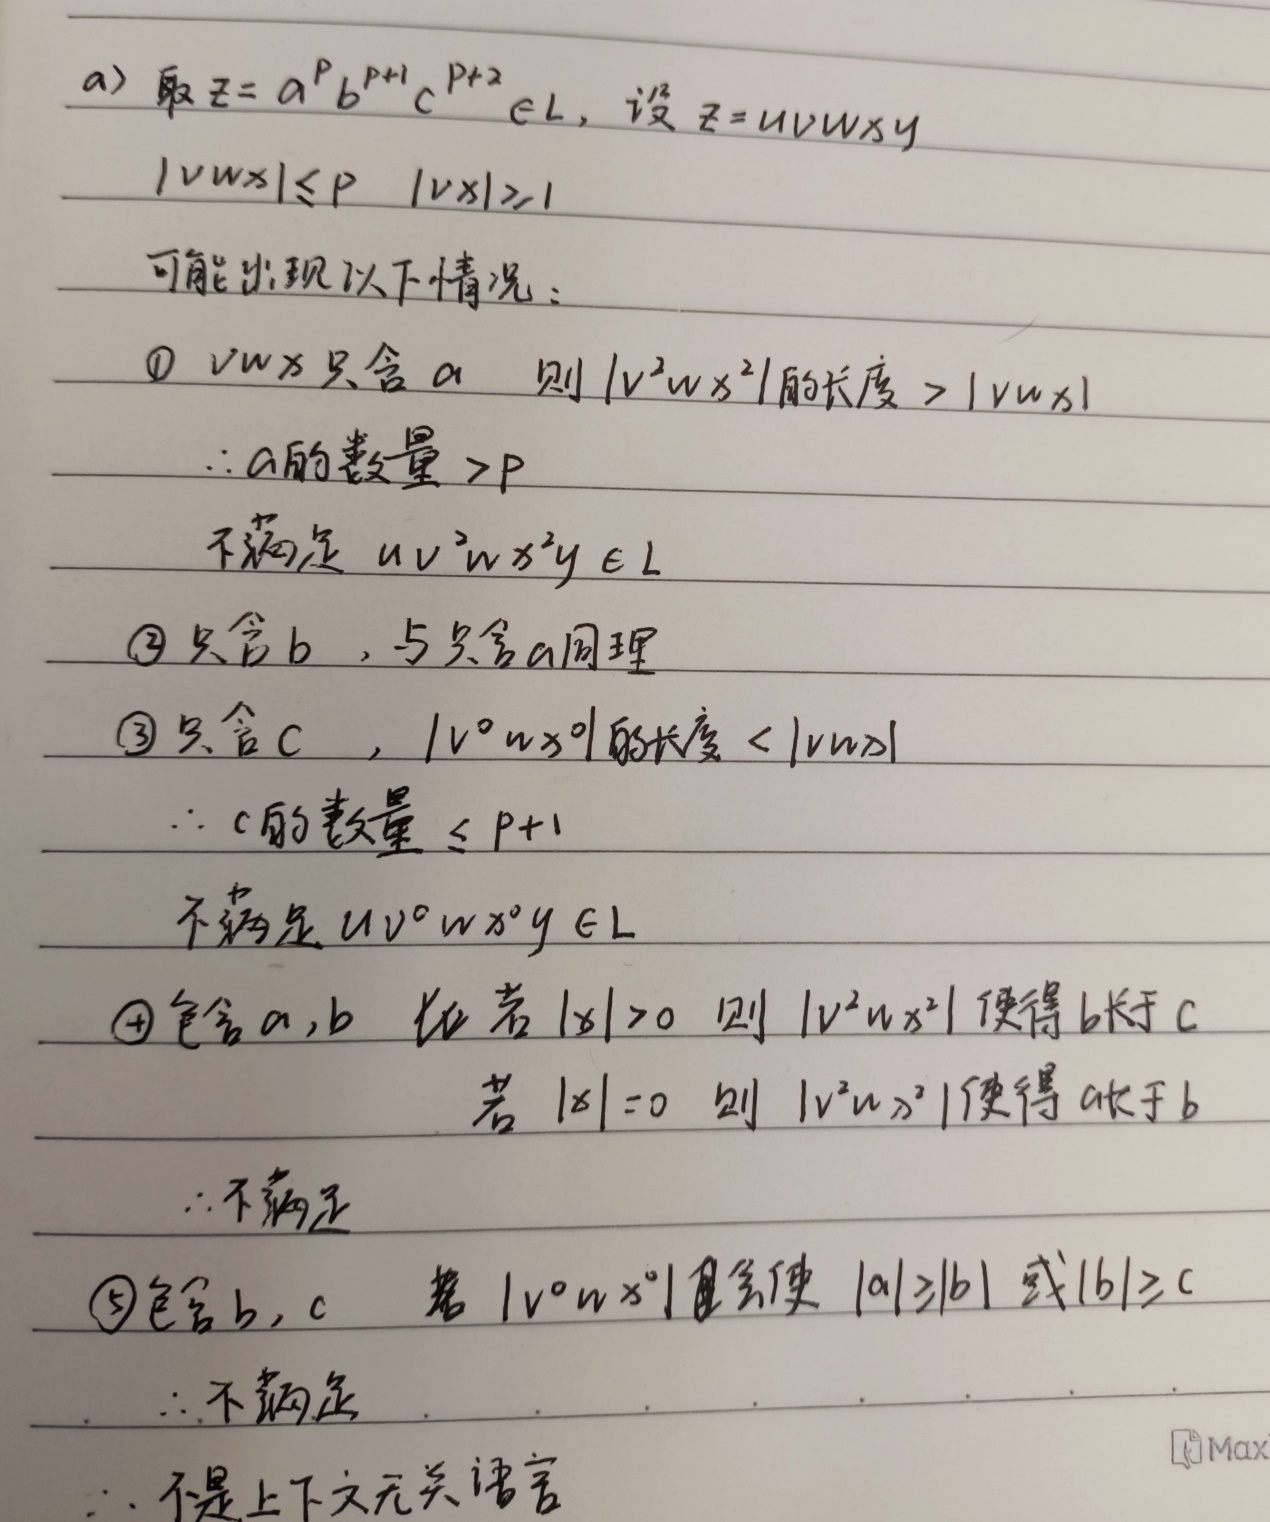 a) 取 z = a^p b^{p+1} c^{p+2} ∈ L, 设 z = uvwxy
|vwx| ≤ p |vx| ≥ 1
可能出现以下情况:
① vwx 只含 a 则 |v²wx²| 的长度 > |vwx|
∴ a的数量 > p
不满足 uv²wx²y ∈ L
② 只含 b , 与只含a同理
③ 只含 c , |v⁰wx⁰| 的长度 < |vwx|
∴ c的数量 ≤ p+1
不满足 uv⁰wx⁰y ∈ L
④ 包含 a, b 若 |x| > 0 则 |v²wx²| 使得 b长于 c
若 |x| = 0 则 |v²wx²| 使得 a长于 b
∴ 不满足
⑤ 包含 b, c |v⁰wx⁰| 会使 |a| ≥ |b| 或 |b| ≥ c
∴ 不满足
∴ 不是上下文无关语言
Max